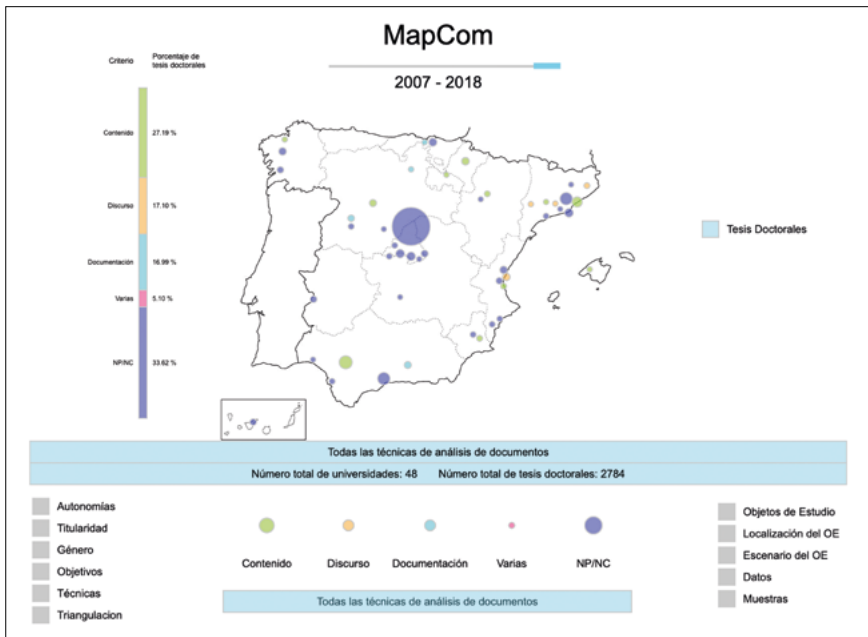 MapCom
2007 - 2018
Criterio
Porcentaje de
tesis doctorales
Contenido
27.19 %
Discurso
17.10 %
Documentación
16.99 %
Varias
5.10 %
NP/NC
33.62 %
Tesis Doctorales
Todas las técnicas de análisis de documentos
Número total de universidades: 48 Número total de tesis doctorales: 2784
Autonomías
Titularidad
Género
Objetivos
Técnicas
Triangulacion
Contenido
Discurso
Documentación
Varias
NP/NC
Todas las técnicas de análisis de documentos
Objetos de Estudio
Localización del OE
Escenario del OE
Datos
Muestras